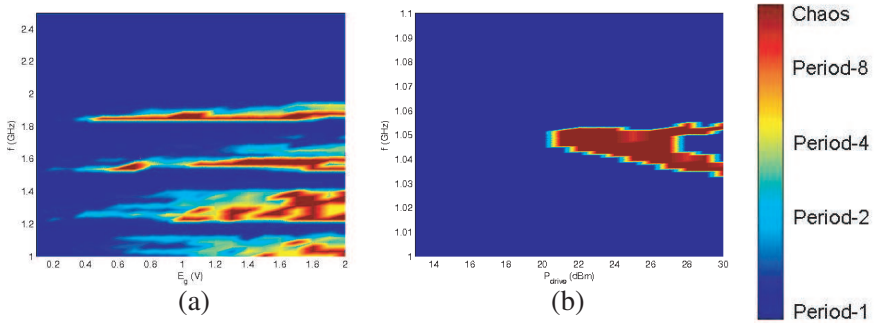 2.4
2.2
2
1.8
1.6
1.4
1.2
1
f (GHz)
0.2 0.4 0.6 0.8 1 1.2 1.4 1.6 1.8 2
E_g (V)
(a)
1.1
1.09
1.08
1.07
1.06
1.05
1.04
1.03
1.02
1.01
1
f (GHz)
14 16 18 20 22 24 26 28 30
P_drive (dBm)
(b)
Chaos
Period-8
Period-4
Period-2
Period-1